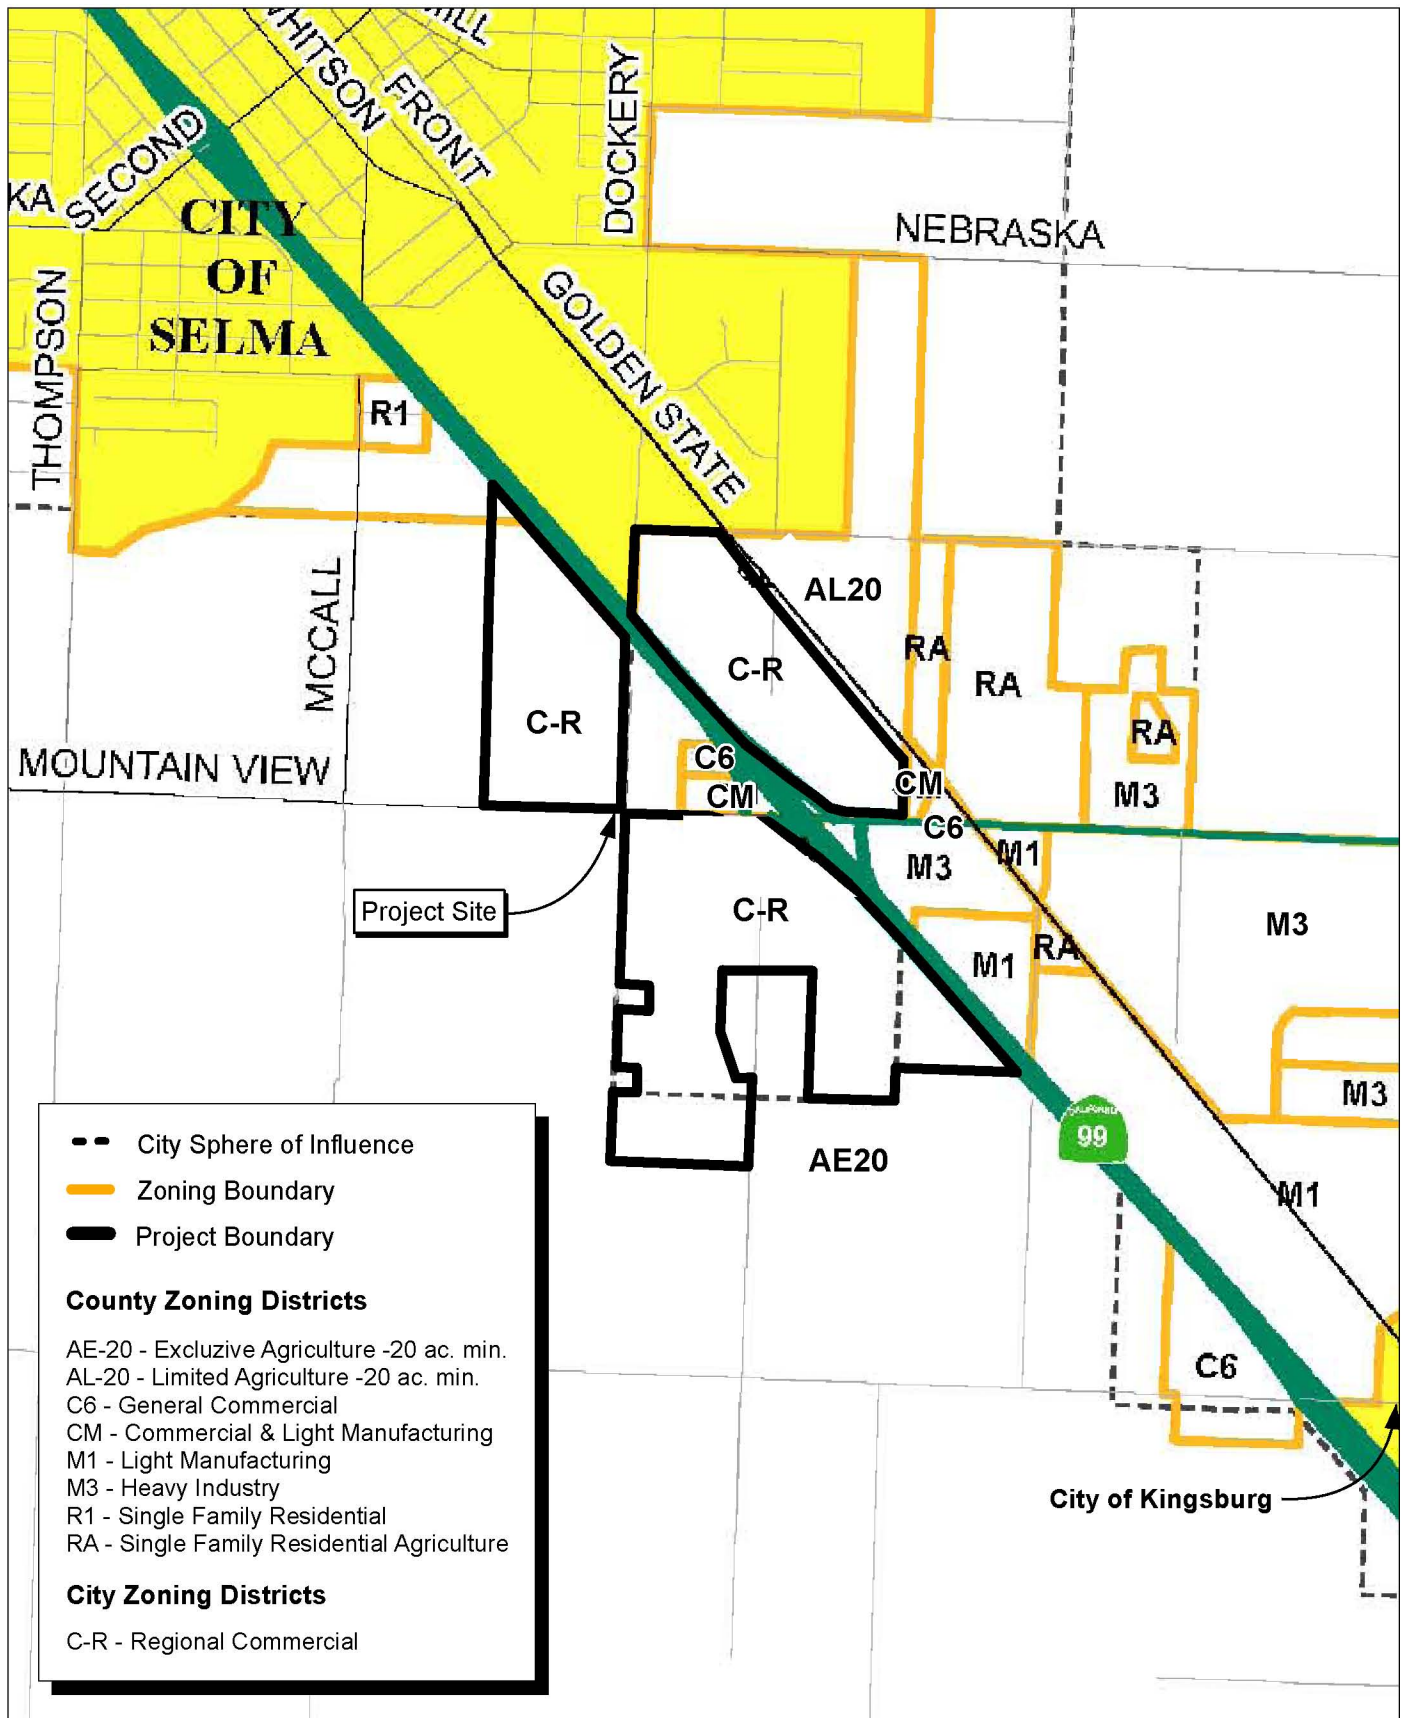 HILL
WHITSON
FRONT
DOCKERY
SECOND
KA
CITY
OF
SELMA
NEBRASKA
THOMPSON
GOLDEN STATE
R1
MCCALL
AL20
RA
RA
C-R
C-R
RA
C6
CM
CM
M3
MOUNTAIN VIEW
C6
M3
M1
Project Site
C-R
M3
RA
M1
M3
99
AE20
M1
C6
City of Kingsburg
City Sphere of Influence
Zoning Boundary
Project Boundary
County Zoning Districts
AE-20 - Excluzive Agriculture -20 ac. min.
AL-20 - Limited Agriculture -20 ac. min.
C6 - General Commercial
CM - Commercial & Light Manufacturing
M1 - Light Manufacturing
M3 - Heavy Industry
R1 - Single Family Residential
RA - Single Family Residential Agriculture
City Zoning Districts
C-R - Regional Commercial